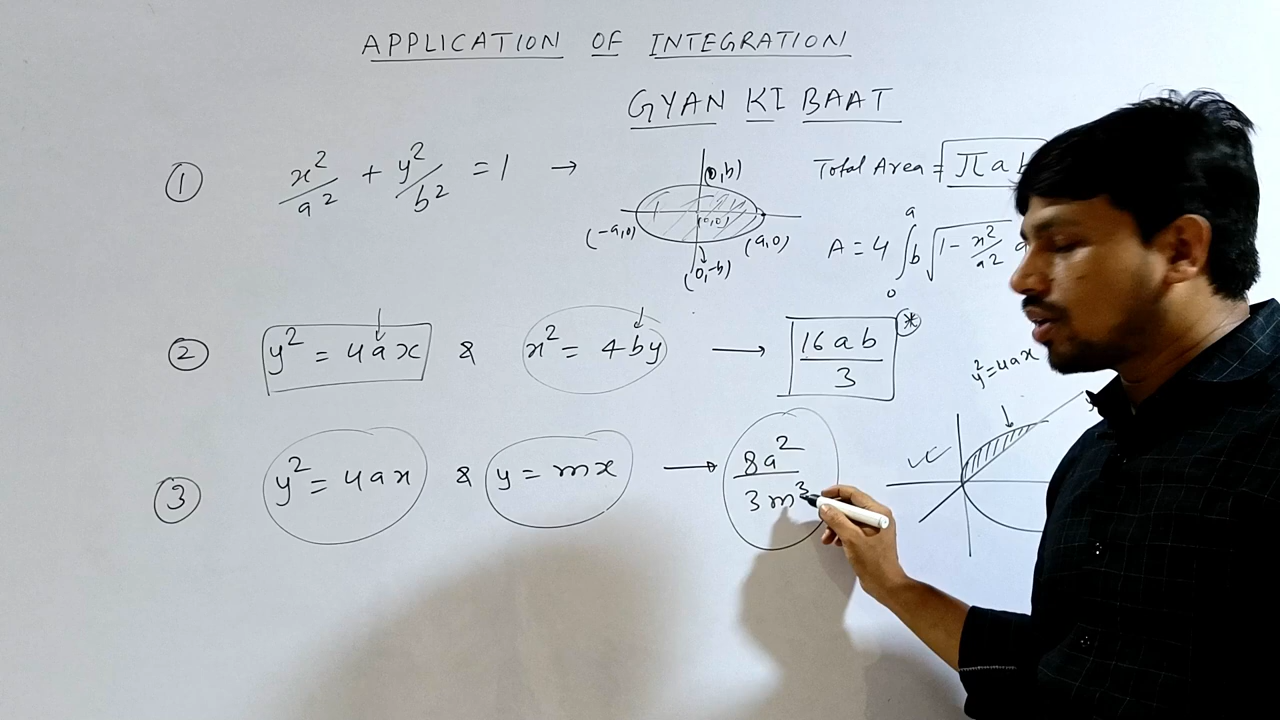 APPLICATION OF INTEGRATION
GYAN KI BAAT
① x²/a² + y²/b² = 1 →
(0,b)
(-a,0)
(0,0)
(a,0)
(0,-b)
Total Area = πab
A = 4 ∫₀ᵃ b √1 - x²/a²
② y² = 4ax & x² = 4by → 16ab/3 *
y² = 4ax
③ y² = 4ax & y = mx → 8a²/3m³